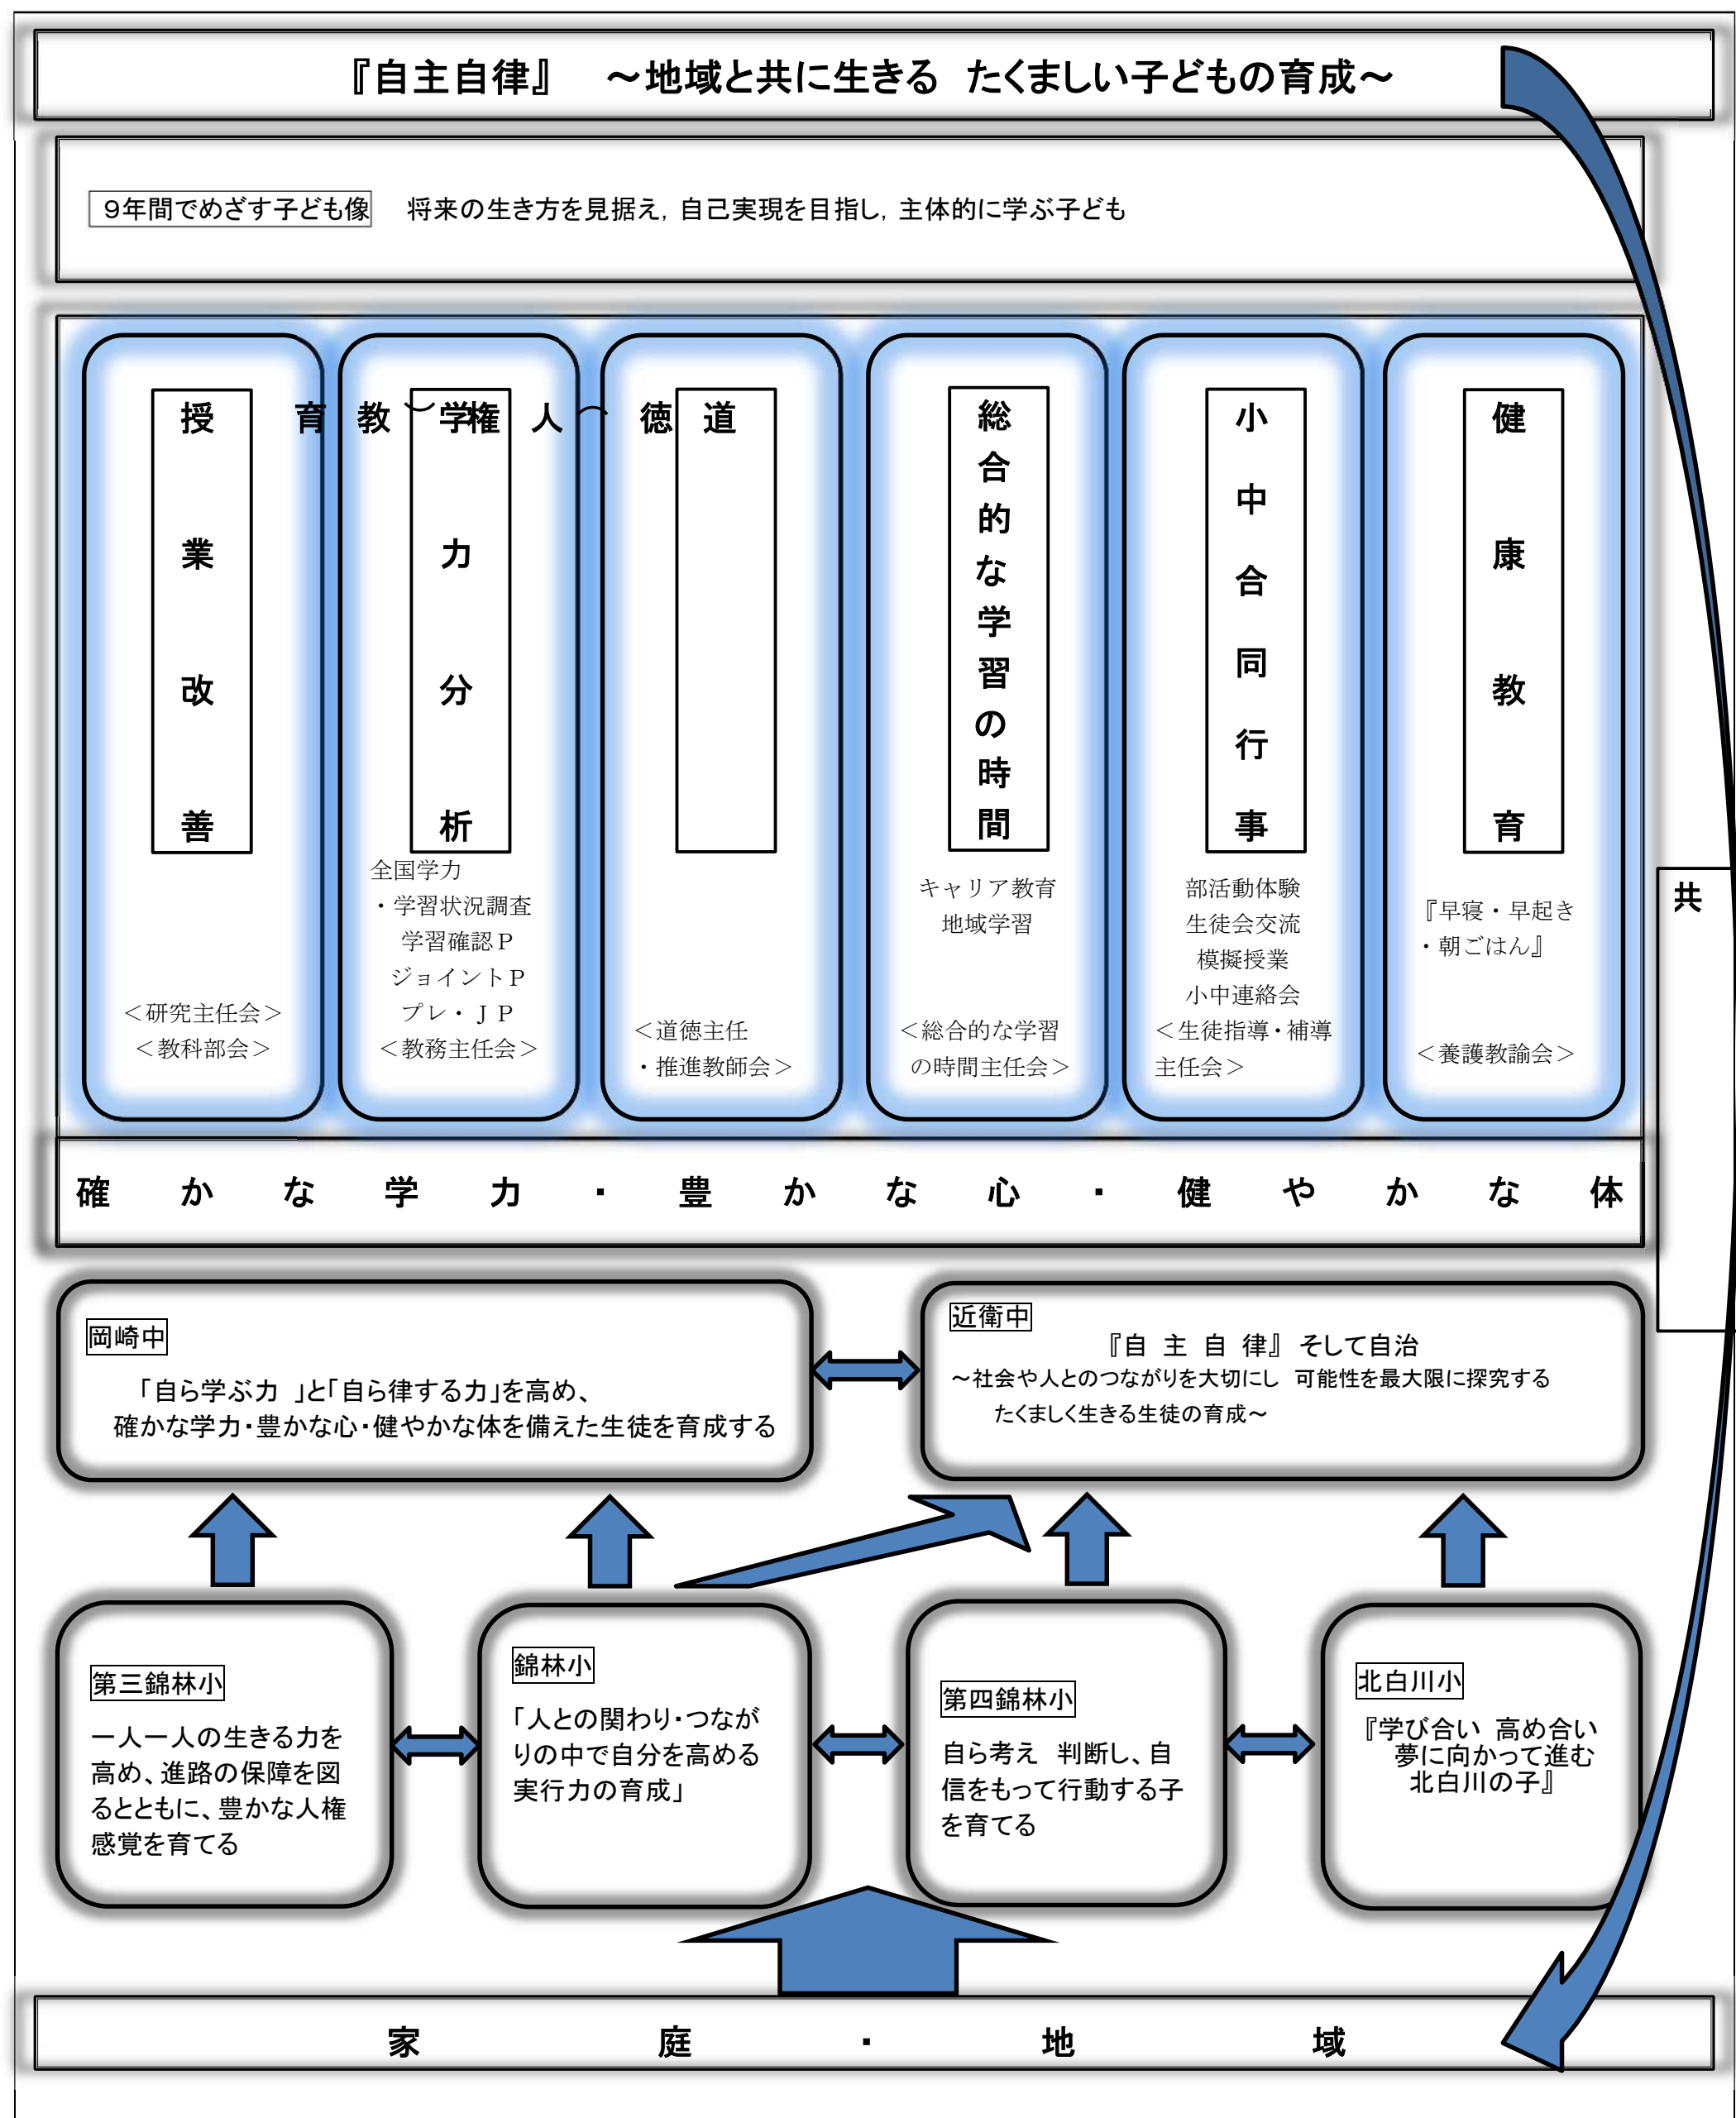 『自主自律』　～地域と共に生きる　たくましい子どもの育成～
９年間でめざす子ども像　将来の生き方を見据え，自己実現を目指し，主体的に学ぶ子ども
授業改善
＜研究主任会＞
＜教科部会＞
学力分析
全国学力
・学習状況調査
学習確認Ｐ
ジョイントＰ
プレ・ＪＰ
＜教務主任会＞
道徳（人権教育）
＜道徳主任
・推進教師会＞
総合的な学習の時間
キャリア教育
地域学習
＜総合的な学習
の時間主任会＞
小中合同行事
部活動体験
生徒会交流
模擬授業
小中連絡会
＜生徒指導・補導
主任会＞
健康教育
『早寝・早起き
・朝ごはん』
＜養護教諭会＞
共
確かな学力・豊かな心・健やかな体
岡崎中
「自ら学ぶ力 」と「自ら律する力」を高め、
確かな学力・豊かな心・健やかな体を備えた生徒を育成する
近衛中
『自 主 自 律』 そして自治
～社会や人とのつながりを大切にし　可能性を最大限に探究する
たくましく生きる生徒の育成～
第三錦林小
一人一人の生きる力を
高め、進路の保障を図
るとともに、豊かな人権
感覚を育てる
錦林小
「人との関わり・つなが
りの中で自分を高める
実行力の育成」
第四錦林小
自ら考え　判断し、自
信をもって行動する子
を育てる
北白川小
『学び合い 高め合い
夢に向かって進む
北白川の子』
家庭・地域